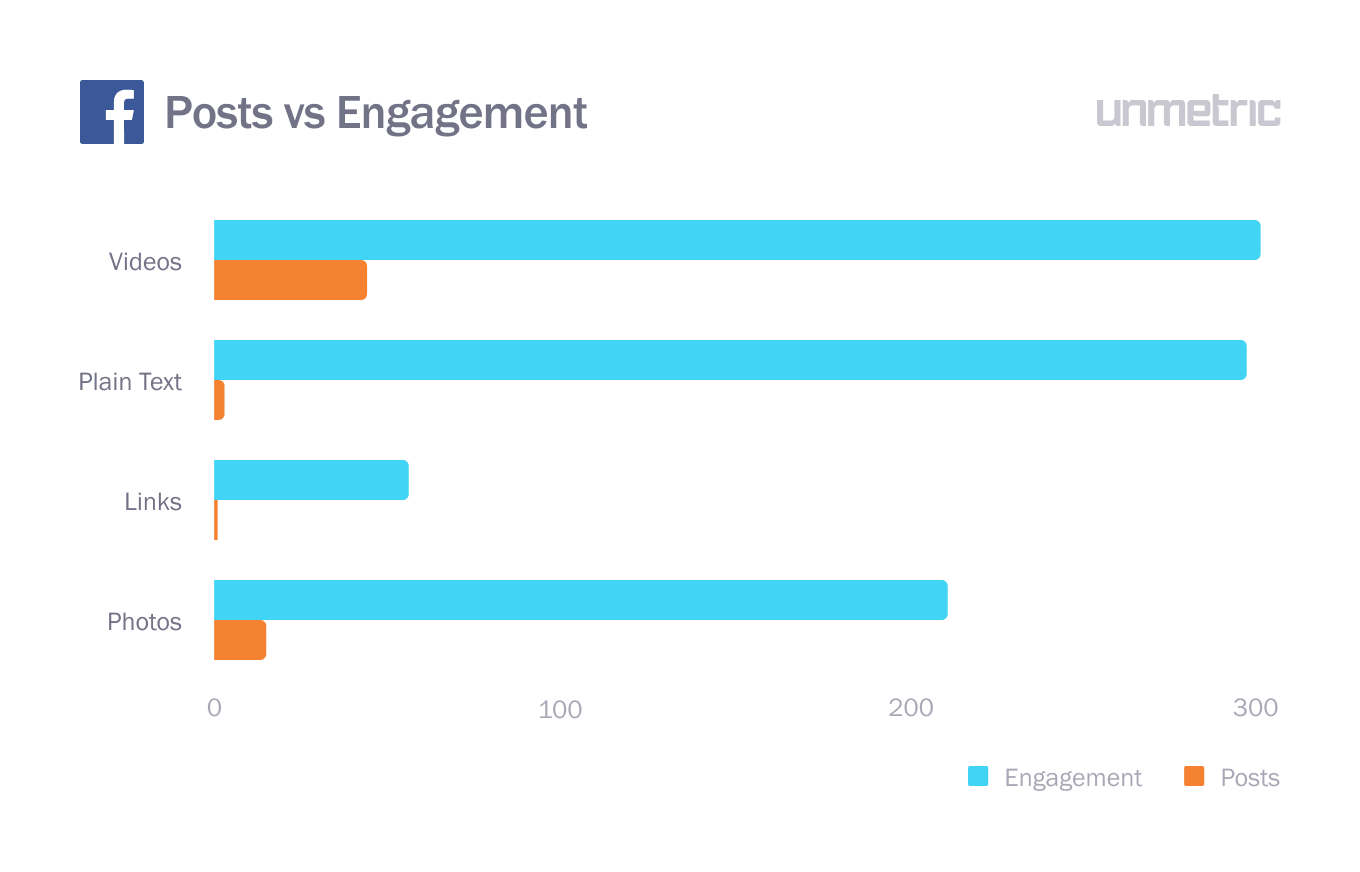 Posts vs Engagement
unmetric
Videos
Plain Text
Links
Photos
0 100 200 300
Engagement Posts